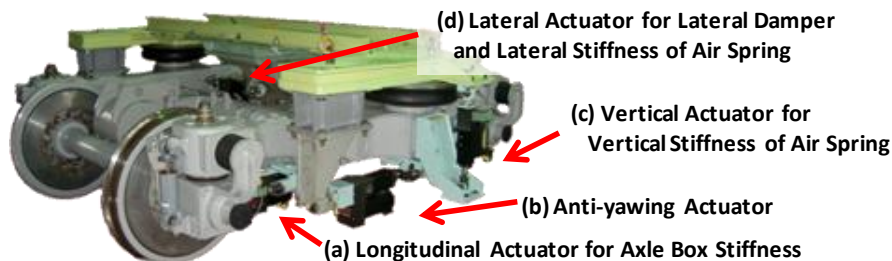 (d) Lateral Actuator for Lateral Damper
and Lateral Stiffness of Air Spring
(c) Vertical Actuator for
Vertical Stiffness of Air Spring
(b) Anti-yawing Actuator
(a) Longitudinal Actuator for Axle Box Stiffness